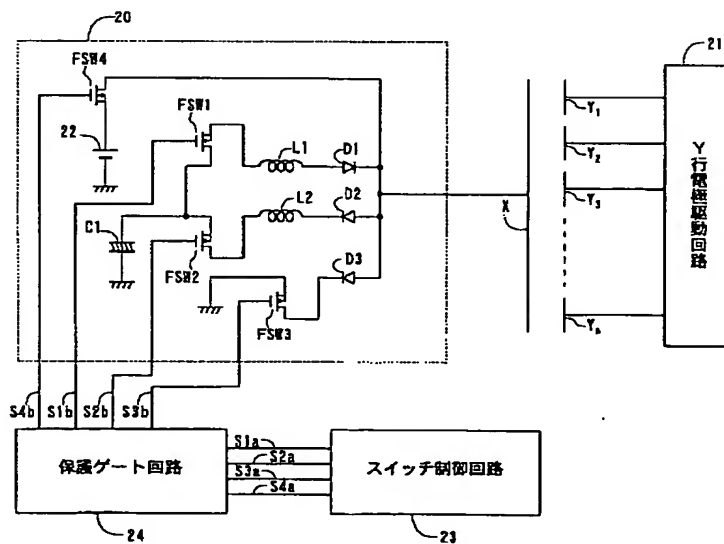 20
21
FSW4
FSW1
22
L1
D1
L2
D2
C1
FSW2
D3
FSW3
X
Y1
Y2
Y3
Yn
Y行電極駆動回路
S4b
S1b
S2b
S3b
保護ゲート回路
S1a
S2a
S3a
S4a
スイッチ制御回路
24
23